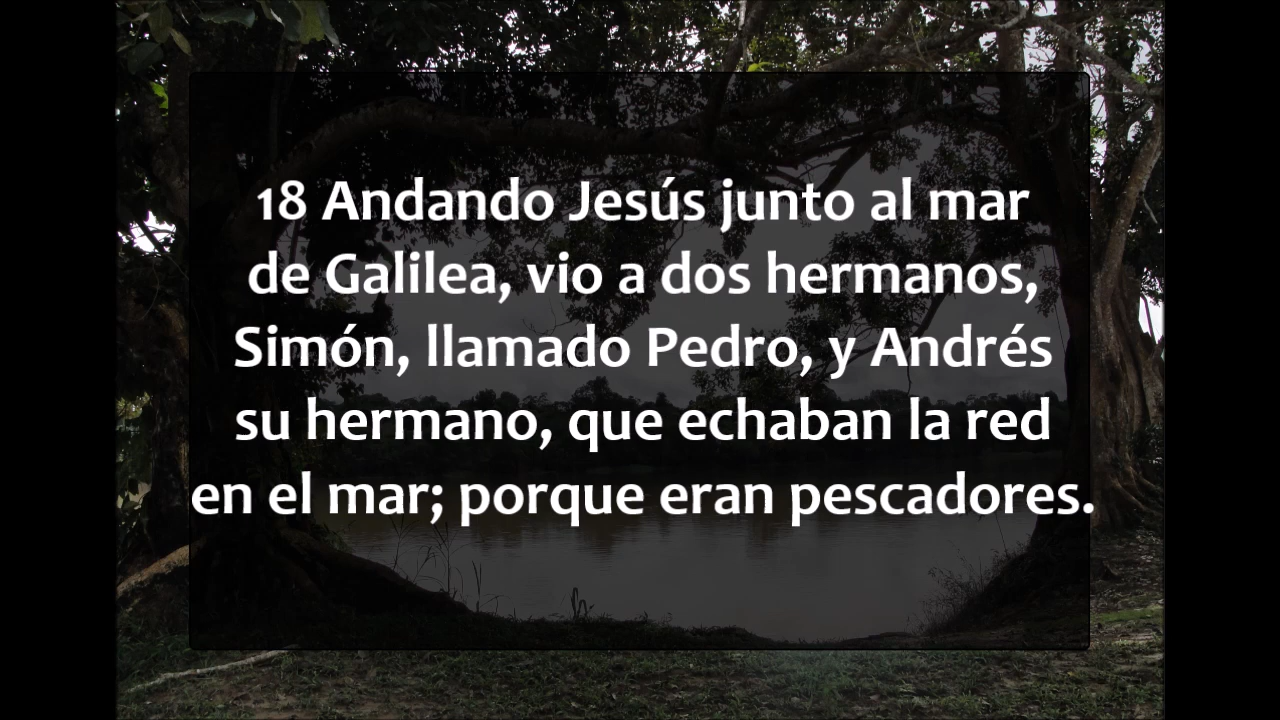 18 Andando Jesús junto al mar
de Galilea, vio a dos hermanos,
Simón, llamado Pedro, y Andrés
su hermano, que echaban la red
en el mar; porque eran pescadores.